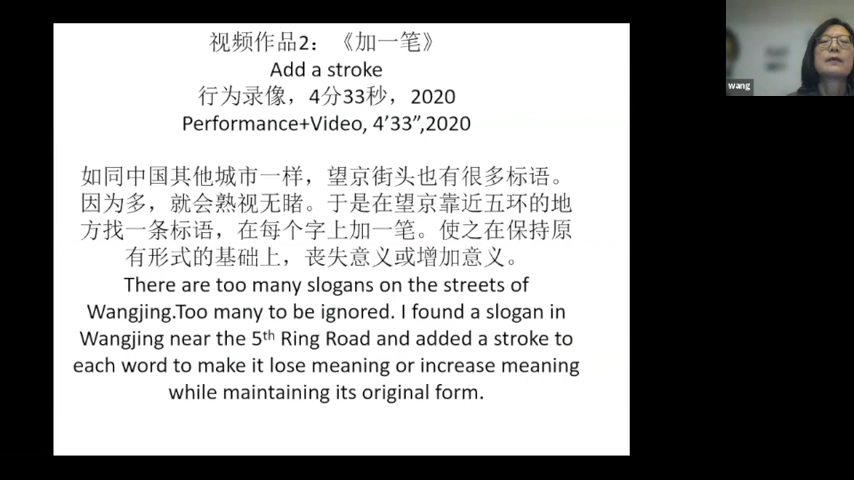 视频作品2：《加一笔》
Add a stroke
行为录像，4分33秒，2020
Performance+Video, 4’33”,2020
如同中国其他城市一样，望京街头也有很多标语。
因为多，就会熟视无睹。于是在望京靠近五环的地
方找一条标语，在每个字上加一笔。使之在保持原
有形式的基础上，丧失意义或增加意义。
There are too many slogans on the streets of
Wangjing.Too many to be ignored. I found a slogan in
Wangjing near the 5th Ring Road and added a stroke to
each word to make it lose meaning or increase meaning
while maintaining its original form.
wang